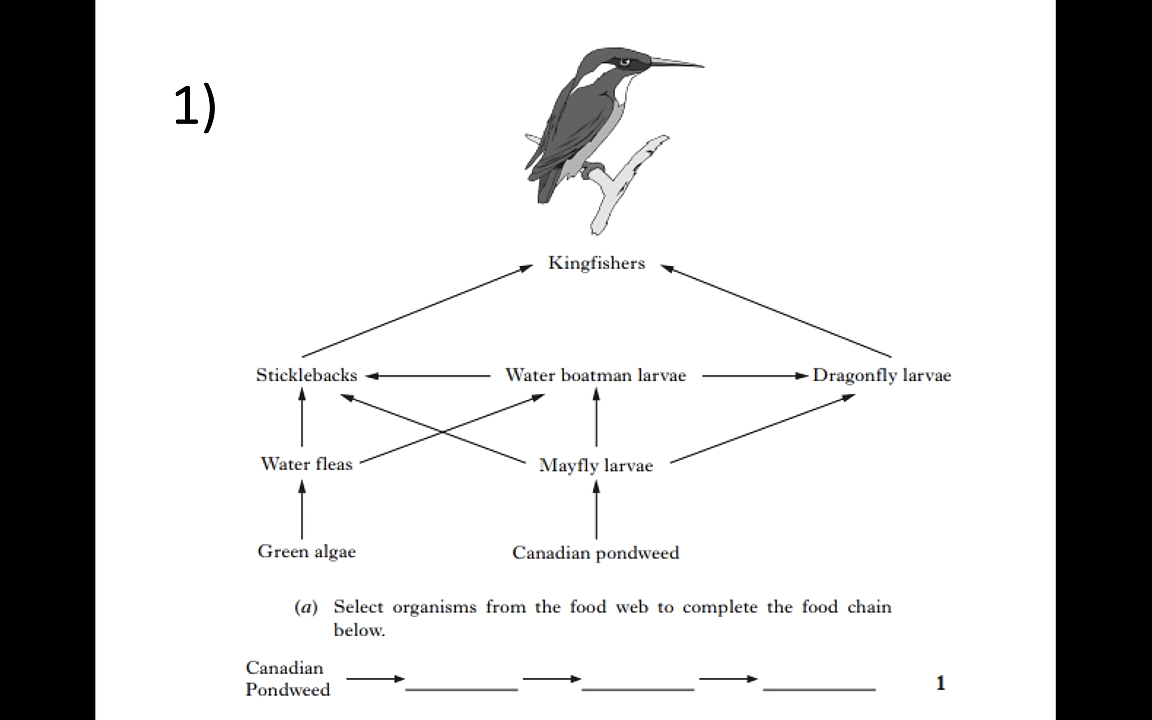 1)
Kingfishers
Sticklebacks Water boatman larvae Dragonfly larvae
Water fleas Mayfly larvae
Green algae Canadian pondweed
(a) Select organisms from the food web to complete the food chain
below.
Canadian
Pondweed
1